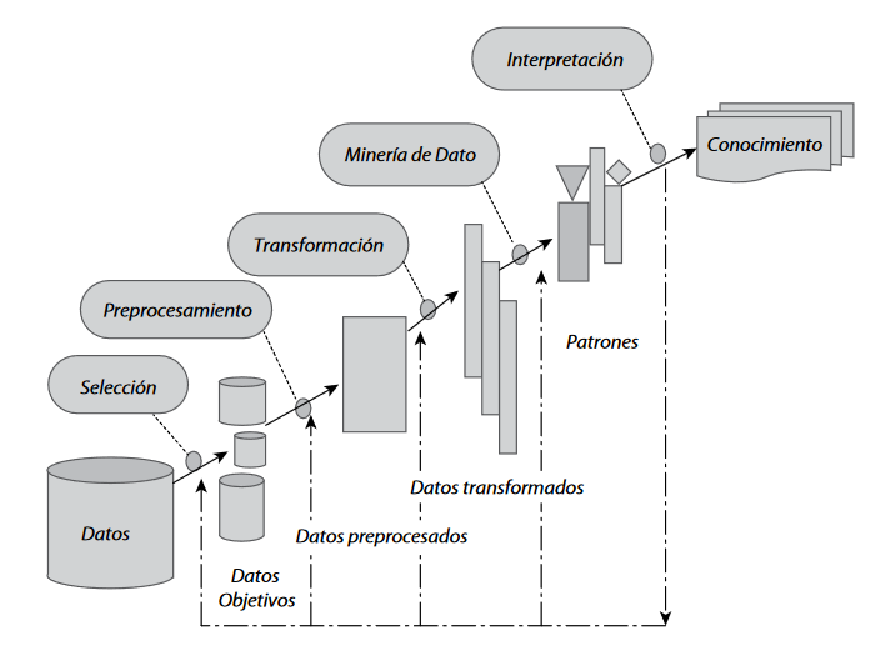 Interpretación
Conocimiento
Minería de Dato
Transformación
Preprocesamiento
Patrones
Selección
Datos transformados
Datos
Datos preprocesados
Datos
Objetivos